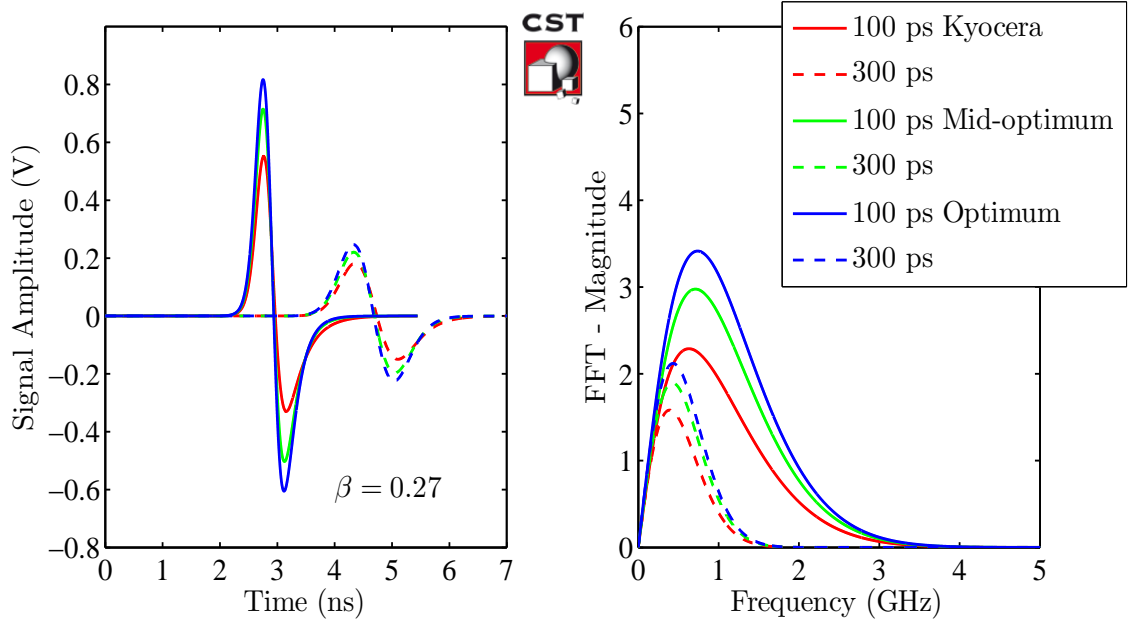 CST
0.8
0.6
0.4
0.2
0
−0.2
−0.4
−0.6
−0.8
Signal Amplitude (V)
β = 0.27
0 1 2 3 4 5 6 7
Time (ns)
6
5
4
3
2
1
0
FFT - Magnitude
0 1 2 3 4 5
Frequency (GHz)
100 ps Kyocera
300 ps
100 ps Mid-optimum
300 ps
100 ps Optimum
300 ps